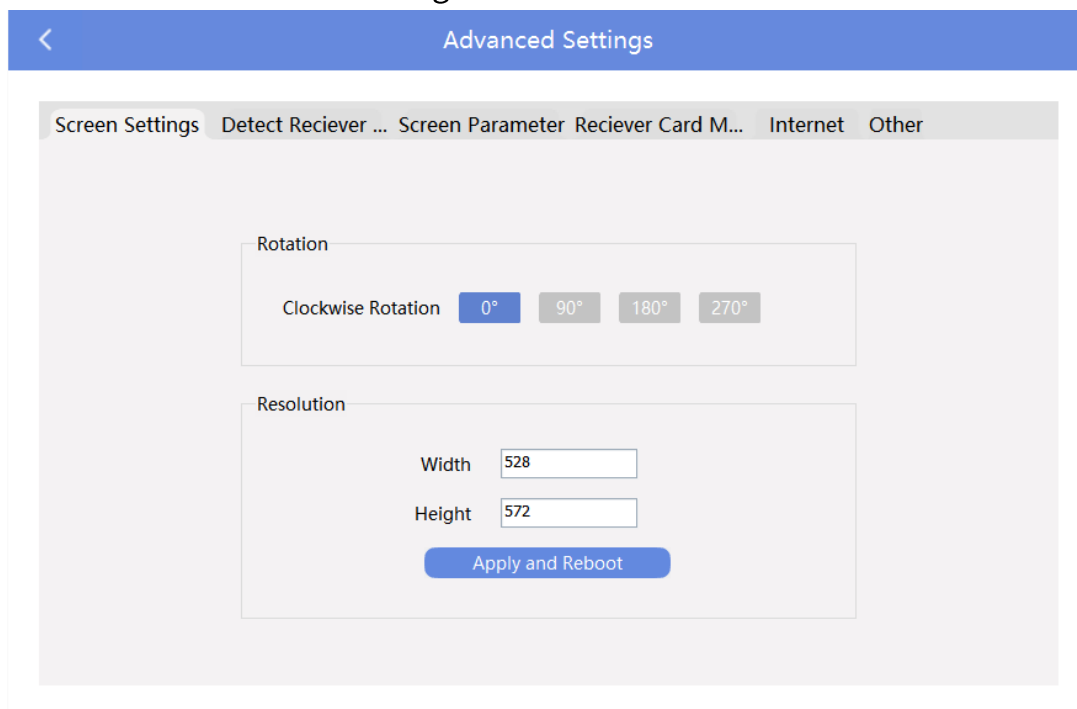 Advanced Settings
Screen Settings Detect Reciever ... Screen Parameter Reciever Card M... Internet Other
Rotation
Clockwise Rotation 0° 90° 180° 270°
Resolution
Width 528
Height 572
Apply and Reboot